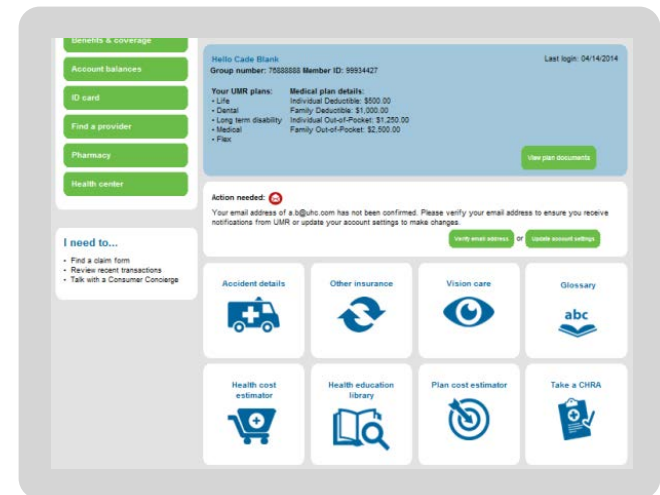 Benefits & coverage
Account balances
ID card
Find a provider
Pharmacy
Health center
I need to...
• Find a claim form
• Review recent transactions
• Talk with a Consumer Concierge
Hello Cade Blank
Last login: 04/14/2014
Group number: 76888888 Member ID: 99934427
Your UMR plans:
• Life
• Dental
• Long term disability
• Medical
• Flex
Medical plan details:
Individual Deductible: $500.00
Family Deductible: $1,000.00
Individual Out-of-Pocket: $1,250.00
Family Out-of-Pocket: $2,500.00
View plan documents
Action needed:
Your email address of a.b@uhc.com has not been confirmed. Please verify your email address to ensure you receive
notifications from UMR or update your account settings to make changes.
Verify email address or Update account settings
Accident details
Other insurance
Vision care
Glossary
abc
Health cost
estimator
Health education
library
Plan cost estimator
Take a CHRA